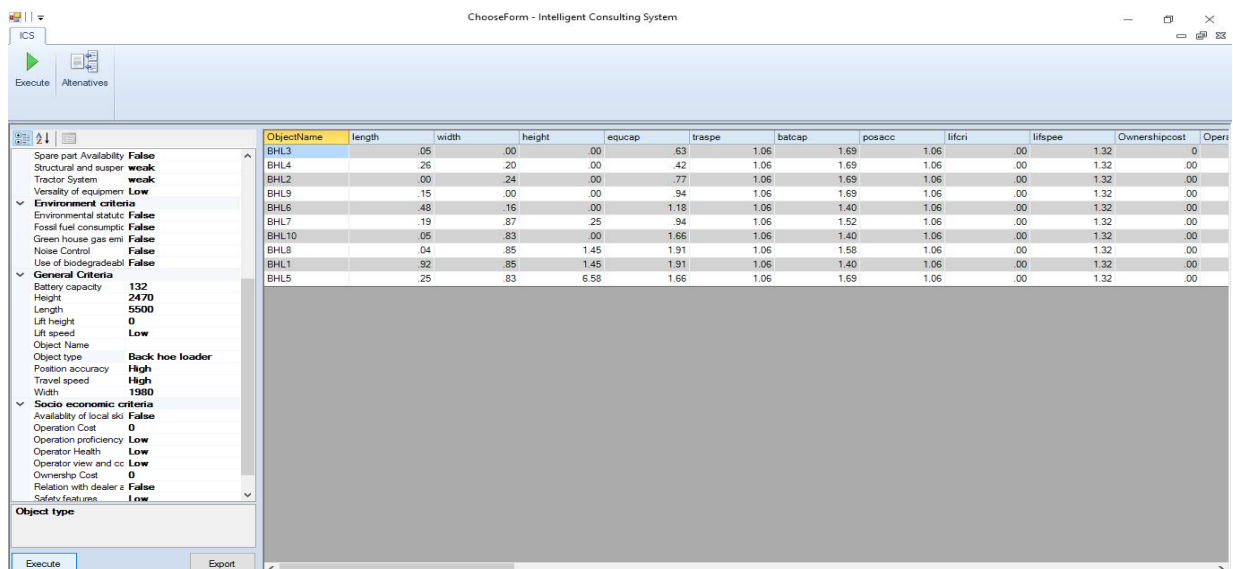 ChooseForm - Intelligent Consulting System
ICS
Execute Altenatives
Spare part Availability False
Structural and susper weak
Tractor System weak
Versality of equipmen Low
Environment criteria
Environmental statutc False
Fossil fuel consumptic False
Green house gas emi False
Noise Control False
Use of biodegradeabl False
General Criteria
Battery capacity 132
Height 2470
Length 5500
Lift height 0
Lift speed Low
Object Name
Object type Back hoe loader
Position accuracy High
Travel speed High
Width 1980
Socio economic criteria
Availablity of local ski False
Operation Cost 0
Operation proficiency Low
Operator Health Low
Operator view and cc Low
Ownershp Cost 0
Relation with dealer a False
Safety features Low
Object type
Execute Export
ObjectName length width height equcap traspe batcap posacc lifcri lifspee Ownershipcost Opera
BHL3 .05 .00 .00 .63 1.06 1.69 1.06 .00 1.32 0
BHL4 .26 .20 .00 .42 1.06 1.69 1.06 .00 1.32 .00
BHL2 .00 .24 .00 .77 1.06 1.69 1.06 .00 1.32 .00
BHL9 .15 .00 .00 .94 1.06 1.69 1.06 .00 1.32 .00
BHL6 .48 .16 .00 1.18 1.06 1.40 1.06 .00 1.32 .00
BHL7 .19 .87 .25 .94 1.06 1.52 1.06 .00 1.32 .00
BHL10 .05 .83 .00 1.66 1.06 1.40 1.06 .00 1.32 .00
BHL8 .04 .85 1.45 1.91 1.06 1.58 1.06 .00 1.32 .00
BHL1 .92 .85 1.45 1.91 1.06 1.40 1.06 .00 1.32 .00
BHL5 .25 .83 6.58 1.66 1.06 1.69 1.06 .00 1.32 .00